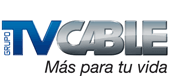 GRUPO
TVCABLE
Más para tu vida